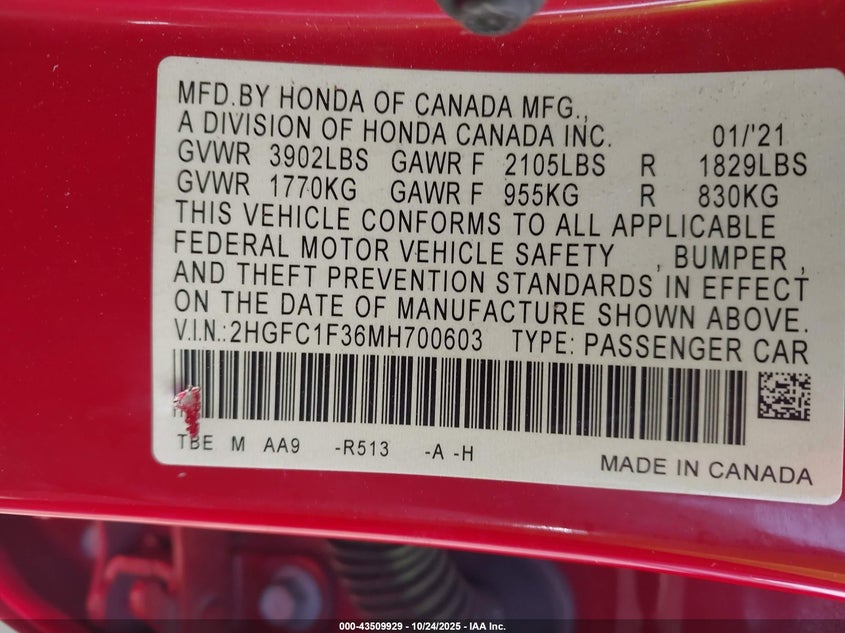 MFD.BY HONDA OF CANADA MFG.,
A DIVISION OF HONDA CANADA INC. 01/'21
GVWR 3902LBS GAWR F 2105LBS R 1829LBS
GVWR 1770KG GAWR F 955KG R 830KG
THIS VEHICLE CONFORMS TO ALL APPLICABLE
FEDERAL MOTOR VEHICLE SAFETY , BUMPER ,
AND THEFT PREVENTION STANDARDS IN EFFECT
ON THE DATE OF MANUFACTURE SHOWN ABOVE.
V.I.N.:2HGFC1F36MH700603 TYPE: PASSENGER CAR
TBE M AA9 -R513 -A -H
MADE IN CANADA
000-43509929 - 10/24/2025 - IAA Inc.